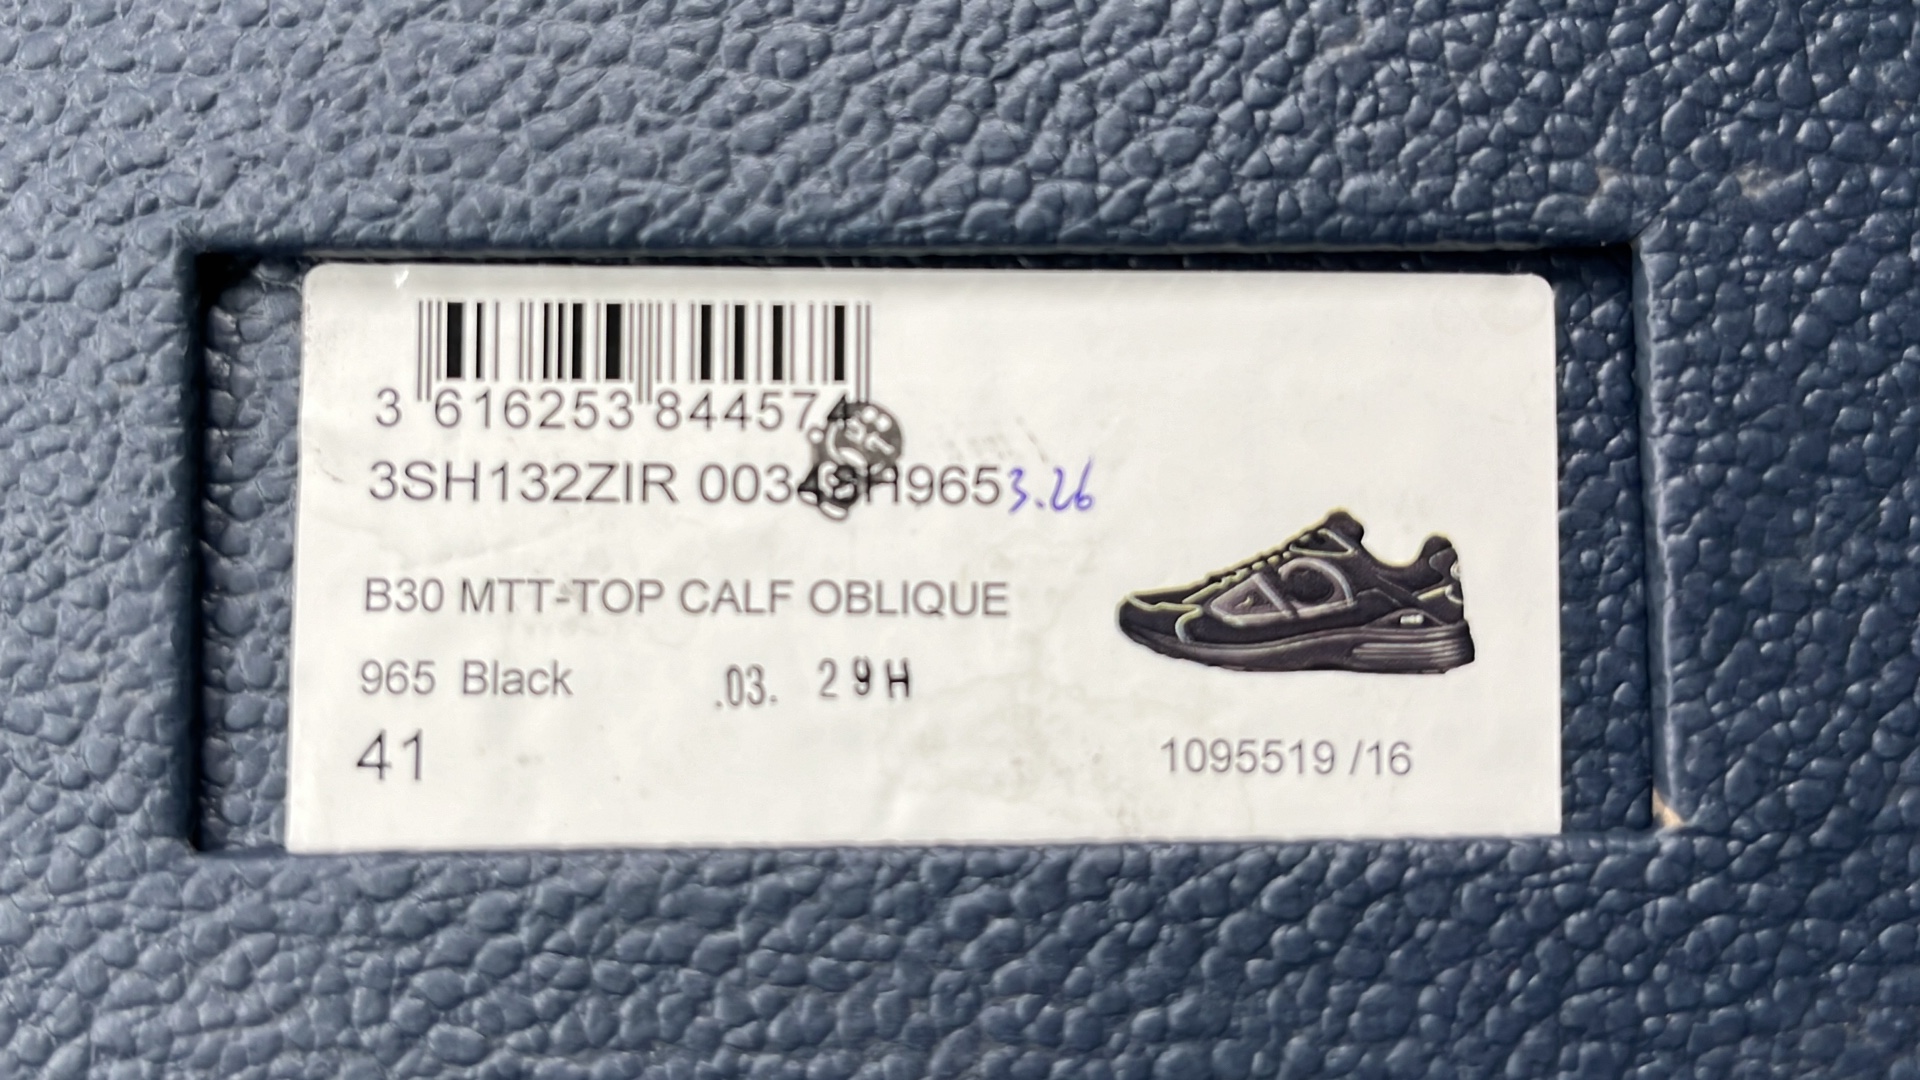 3 616253 844574
3SH132ZIR 0034SH965 3.26
B30 MTT-TOP CALF OBLIQUE
965 Black .03. 29H
41
1095519 /16